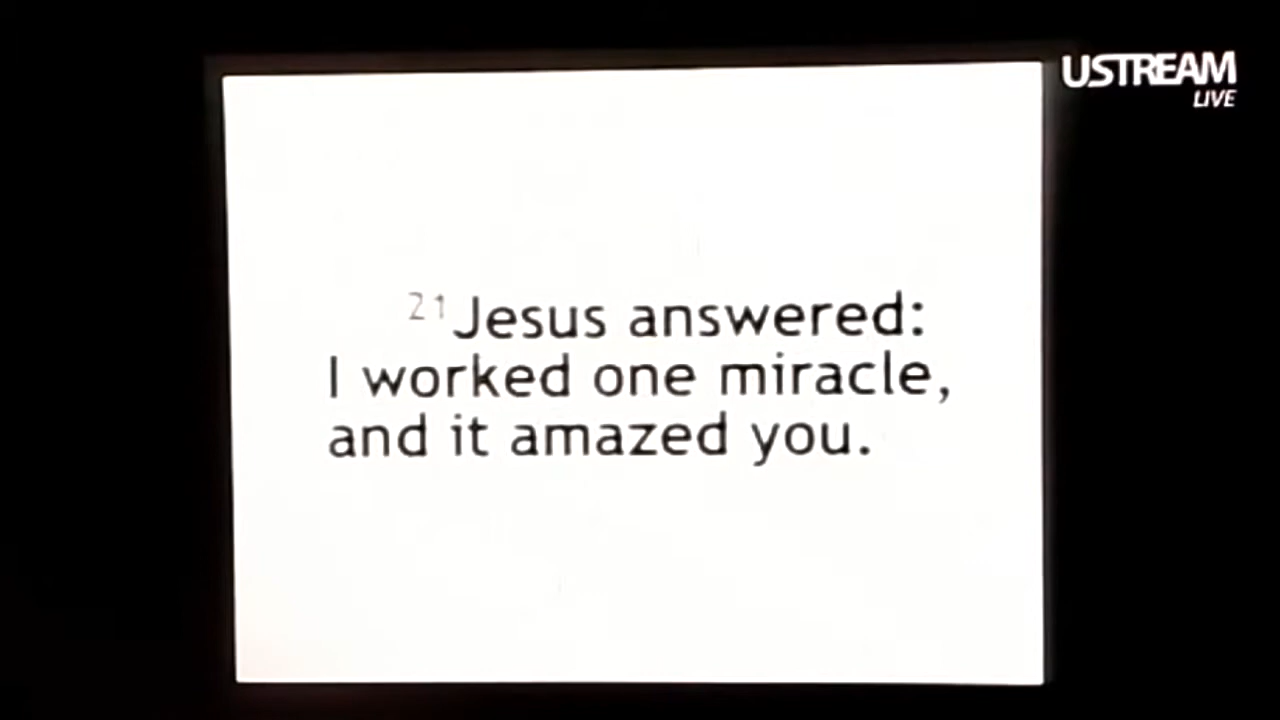 USTREAM
LIVE
21 Jesus answered:
I worked one miracle,
and it amazed you.